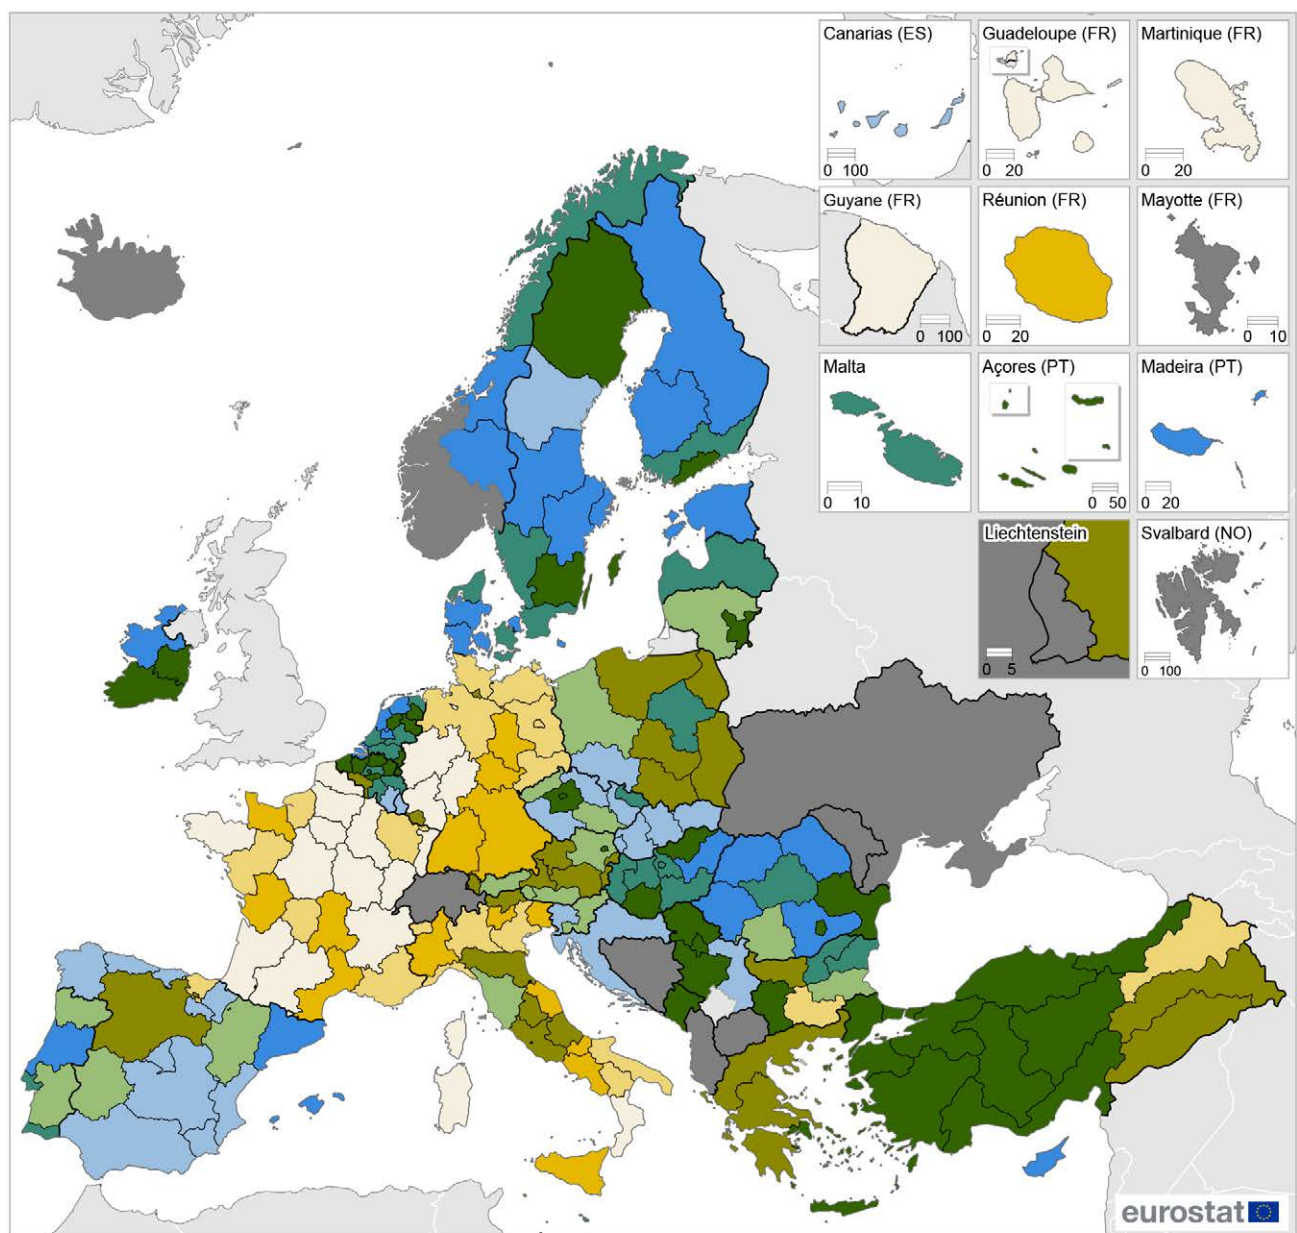 Canarias (ES)
0 100
Guadeloupe (FR)
0 20
Martinique (FR)
0 20
Guyane (FR)
0 100
Réunion (FR)
0 20
Mayotte (FR)
0 10
Malta
0 10
Açores (PT)
0 50
Madeira (PT)
0 20
Liechtenstein
0 5
Svalbard (NO)
0 100
eurostat